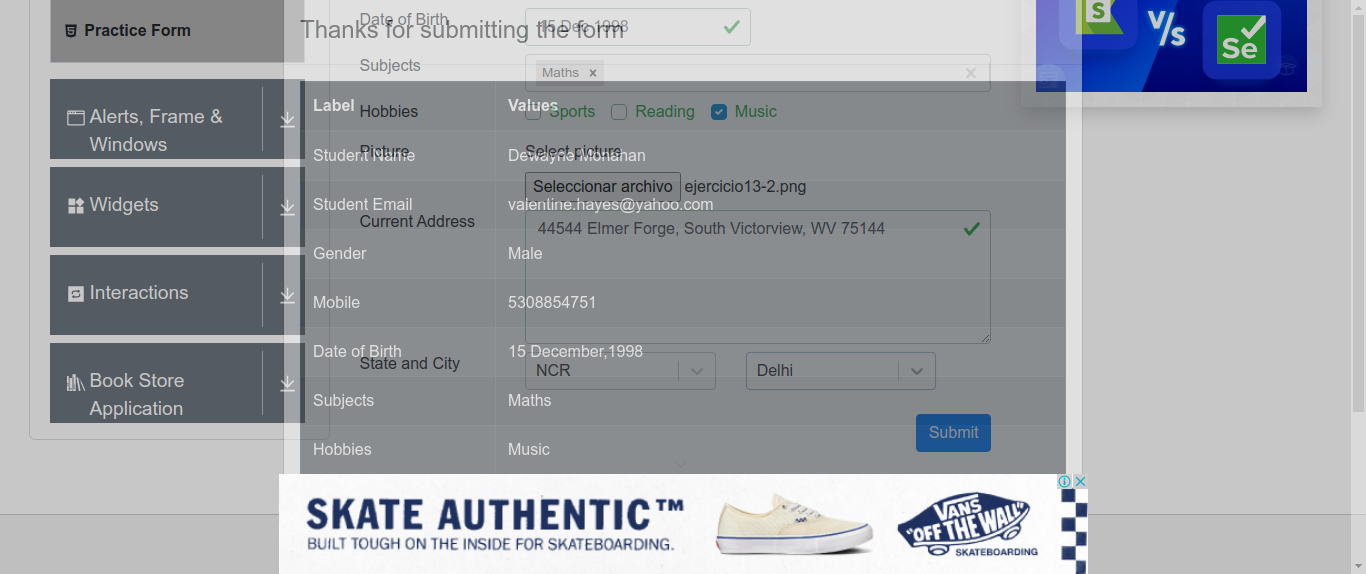 Practice Form
Alerts, Frame &
Windows
Widgets
Interactions
Book Store
Application
Thanks for submitting the form
Date of Birth
15 Dec 1998
Subjects
Maths ×
Hobbies
Sports Reading Music
Picture
Select picture
Seleccionar archivo ejercicio13-2.png
Current Address
44544 Elmer Forge, South Victorview, WV 75144
State and City
NCR Delhi
Submit
Label Values
Student Name Dewayne Monahan
Student Email valentine.hayes@yahoo.com
Gender Male
Mobile 5308854751
Date of Birth 15 December,1998
Subjects Maths
Hobbies Music
S V/s Se
SKATE AUTHENTIC™
BUILT TOUGH ON THE INSIDE FOR SKATEBOARDING.
VANS
"OFF THE WALL"
SKATEBOARDING